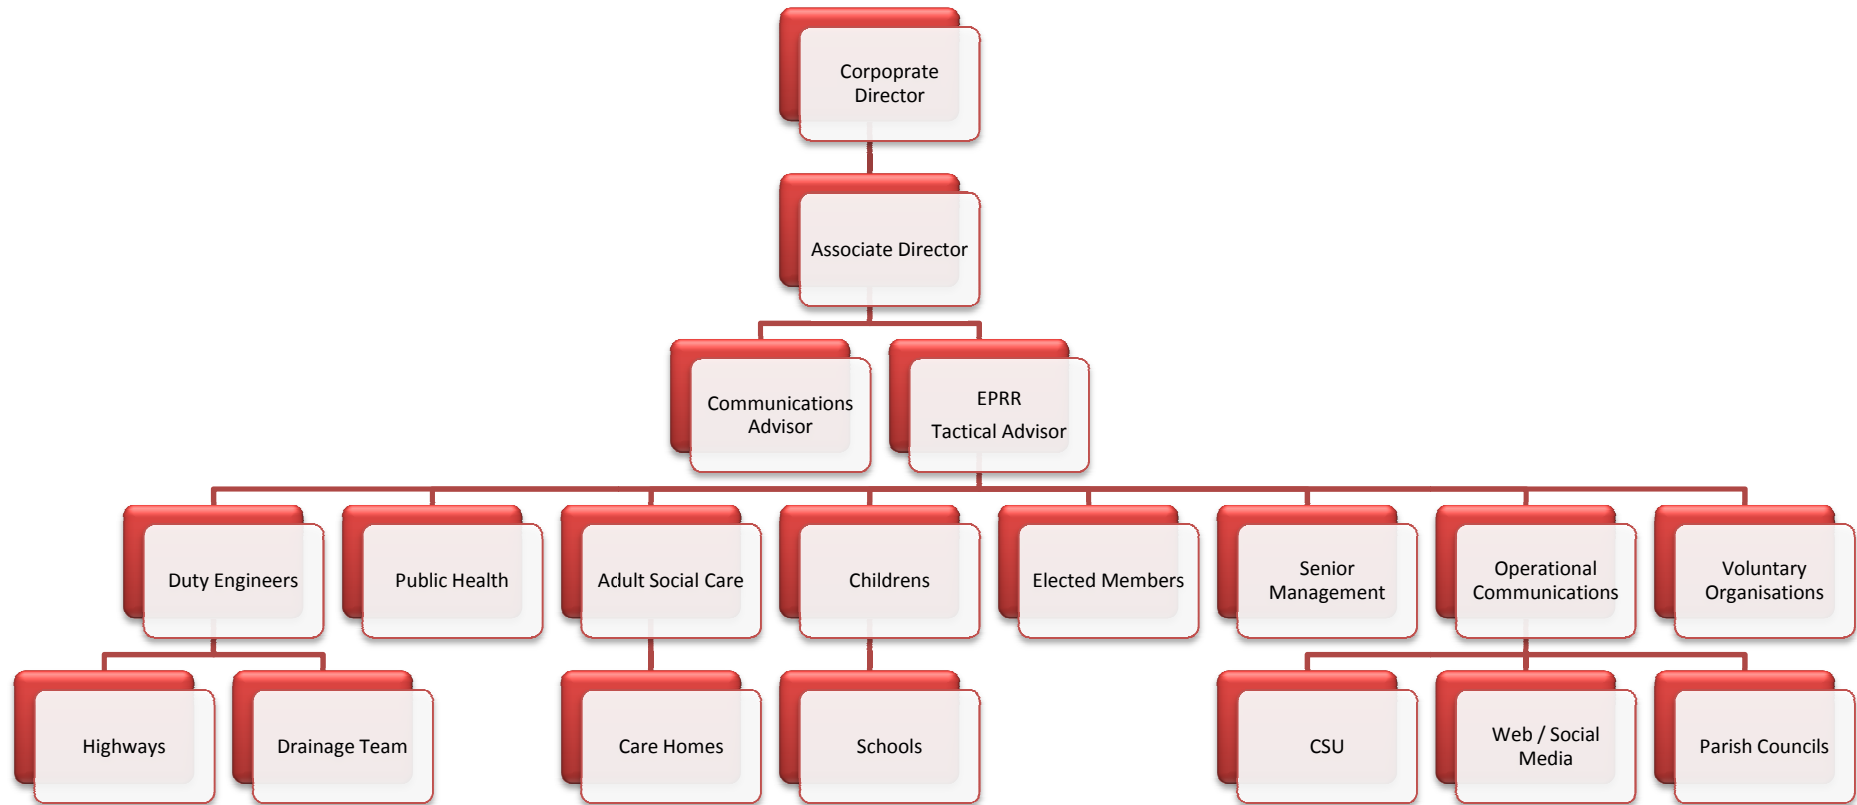 Corpoprate
Director
Associate Director
Communications
Advisor
EPRR
Tactical Advisor
Duty Engineers
Public Health
Adult Social Care
Childrens
Elected Members
Senior
Management
Operational
Communications
Voluntary
Organisations
Highways
Drainage Team
Care Homes
Schools
CSU
Web / Social
Media
Parish Councils